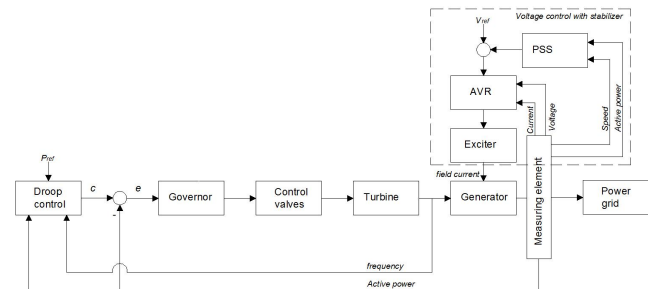 Voltage control with stabilizer
Vref
PSS
AVR
Current
Voltage
Speed
Active power
Exciter
field current
Pref
Droop
control
c
-
e
Governor
Control
valves
Turbine
Generator
Measuring element
Power
grid
frequency
Active power